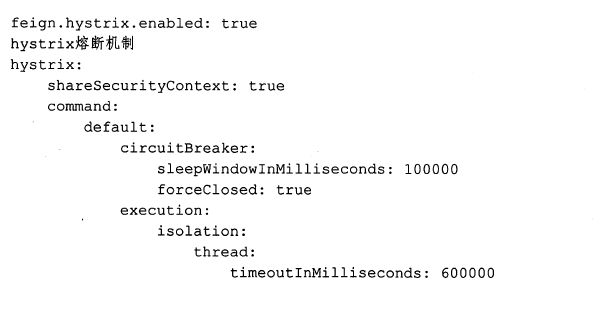 feign.hystrix.enabled: true
hystrix熔断机制
hystrix:
    shareSecurityContext: true
    command:
        default:
            circuitBreaker:
                sleepWindowInMilliseconds: 100000
                forceClosed: true
            execution:
                isolation:
                    thread:
                        timeoutInMilliseconds: 600000